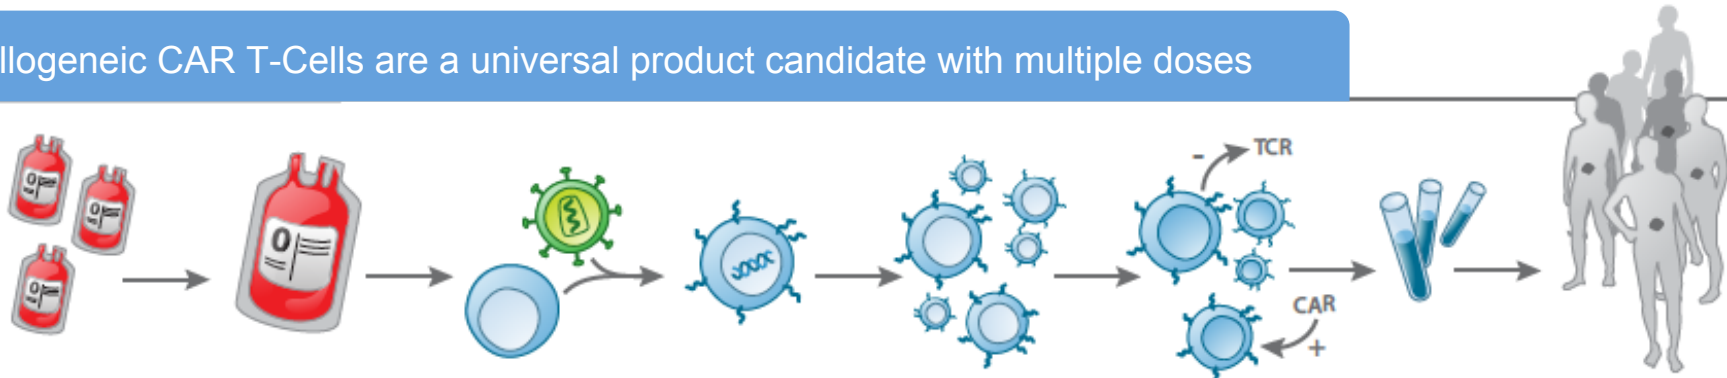 llogeneic CAR T-Cells are a universal product candidate with multiple doses
O
O
O
O
- TCR
CAR
+